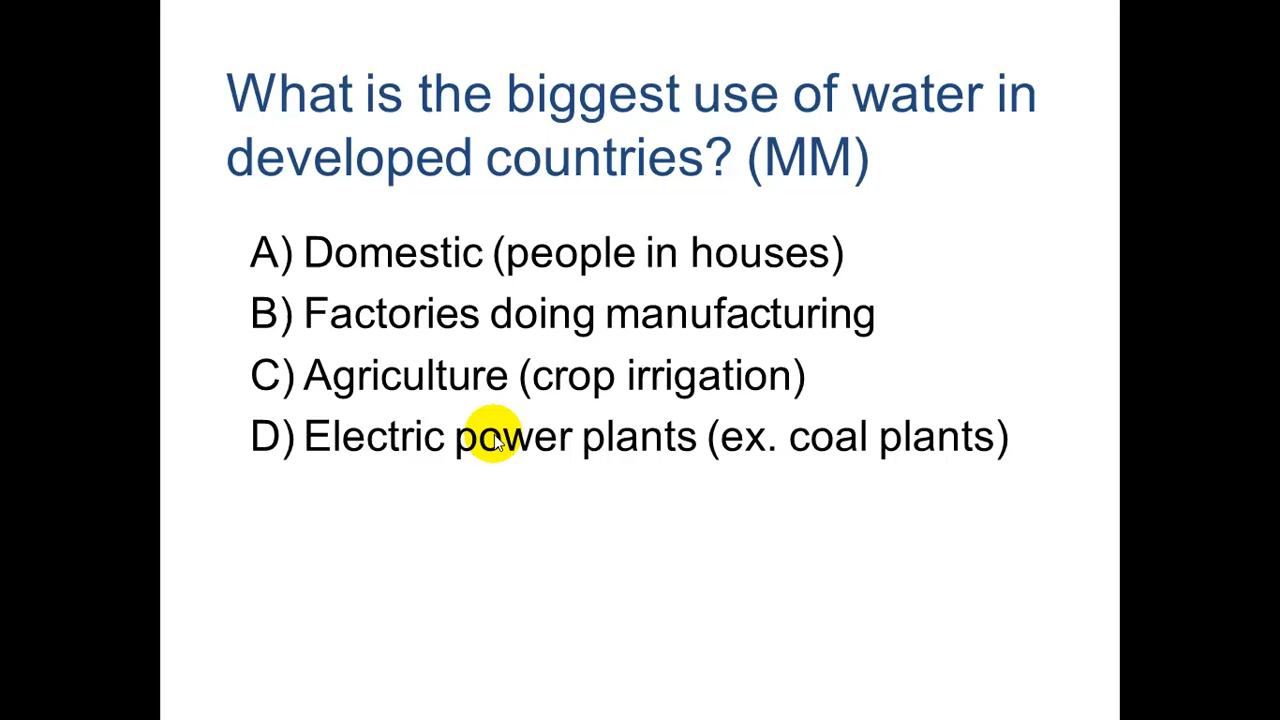 What is the biggest use of water in
developed countries? (MM)
A) Domestic (people in houses)
B) Factories doing manufacturing
C) Agriculture (crop irrigation)
D) Electric power plants (ex. coal plants)